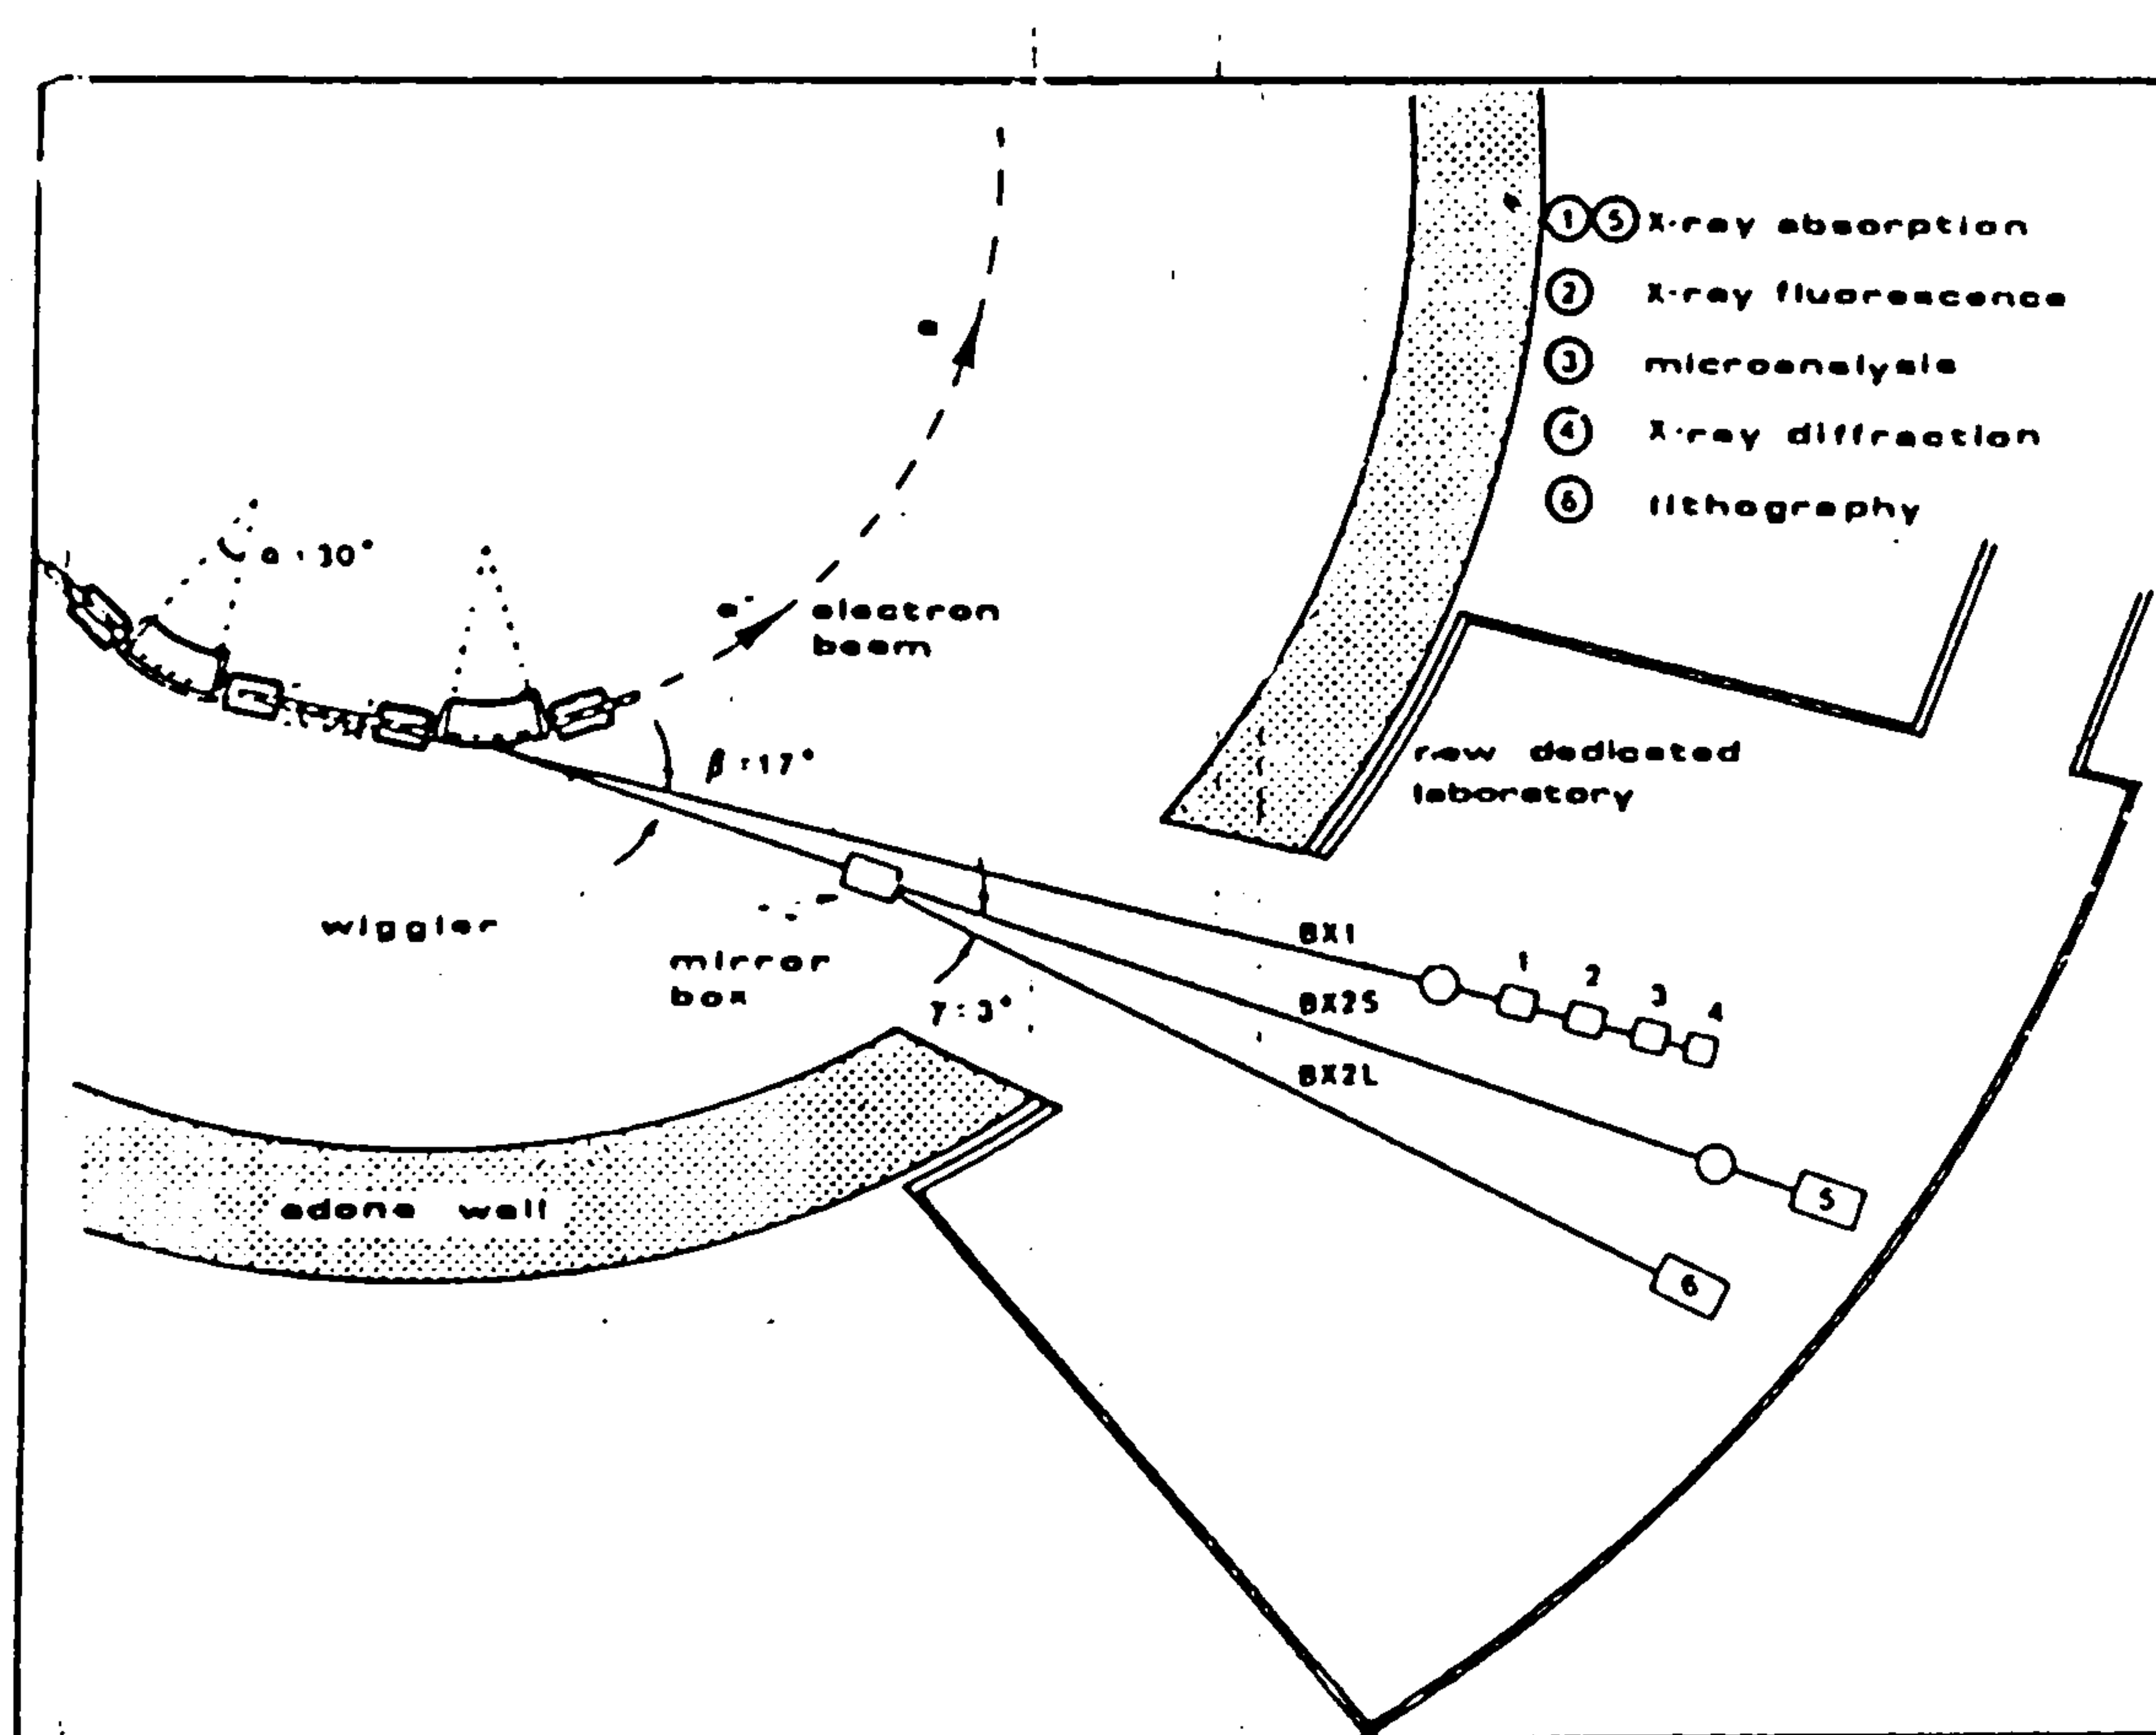 ① ⑤ X-ray absorption
② X-ray fluorescence
③ microanalysis
④ X-ray diffraction
⑥ lithography
α = 30°
e⁻ electron
beam
β = 17°
new dedicated
laboratory
wiggler
mirror
box
γ = 3°
BX1
BX2S
BX2L
1
2
3
4
5
6
adone wall